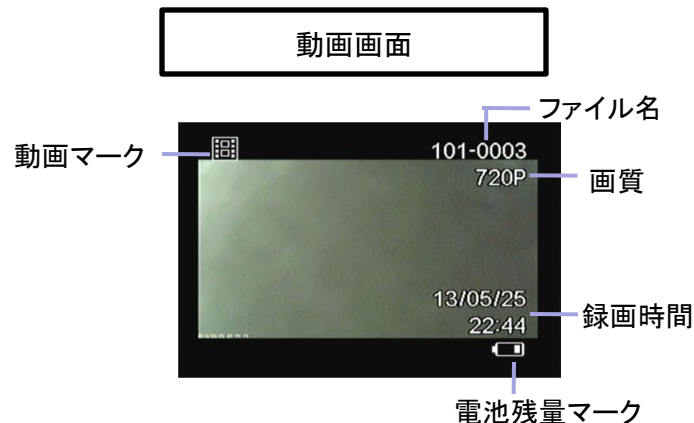 動画画面
ファイル名
動画マーク
101-0003
720P
画質
13/05/25
22:44
録画時間
電池残量マーク